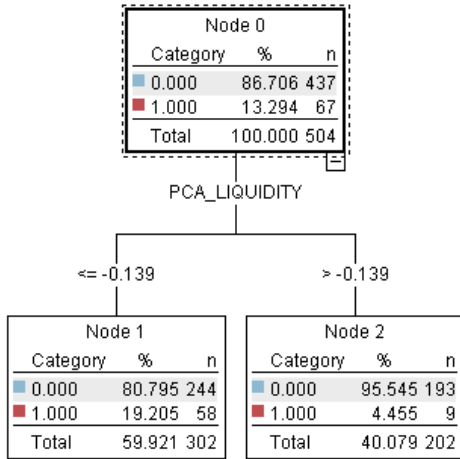 Node 0
Category % n
0.000 86.706 437
1.000 13.294 67
Total 100.000 504
PCA_LIQUIDITY
<= -0.139
> -0.139
Node 1
Category % n
0.000 80.795 244
1.000 19.205 58
Total 59.921 302
Node 2
Category % n
0.000 95.545 193
1.000 4.455 9
Total 40.079 202